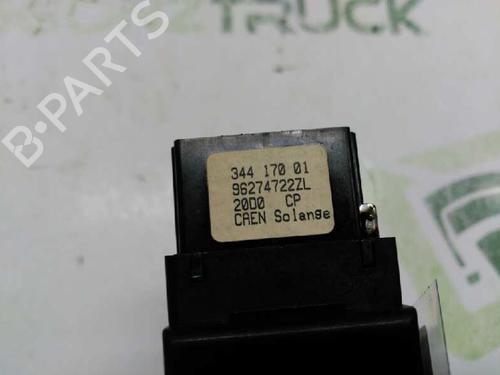 TRUCK
B-PARTS
344 170 01
96274722ZL
20D0 CP
CAEN Solange